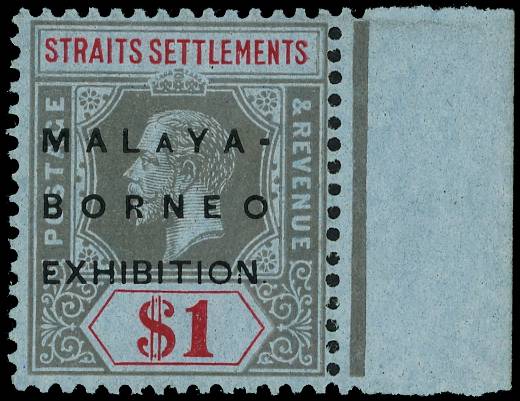 STRAITS SETTLEMENTS
POSTAGE
& REVENUE
MALAYA-
BORNEO
EXHIBITION.
$1